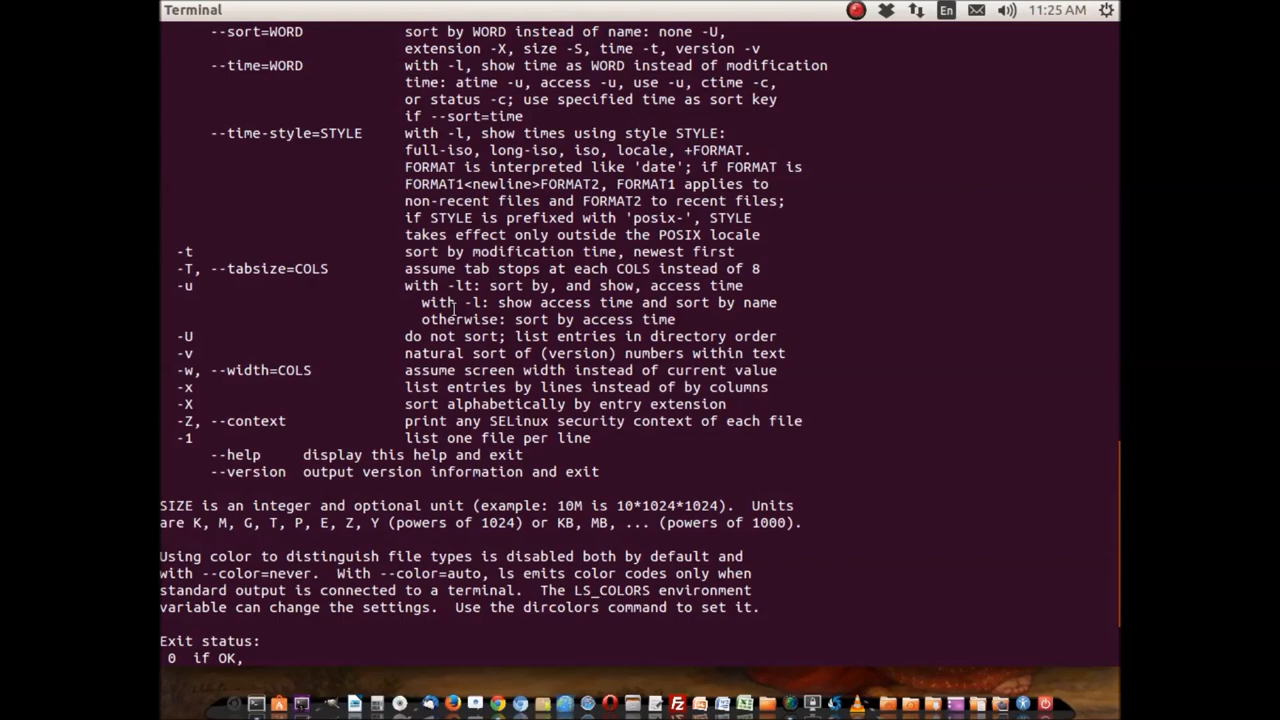 Terminal
En
11:25 AM
--sort=WORD sort by WORD instead of name: none -U,
extension -X, size -S, time -t, version -v
--time=WORD with -l, show time as WORD instead of modification
time: atime -u, access -u, use -u, ctime -c,
or status -c; use specified time as sort key
if --sort=time
--time-style=STYLE with -l, show times using style STYLE:
full-iso, long-iso, iso, locale, +FORMAT.
FORMAT is interpreted like 'date'; if FORMAT is
FORMAT1<newline>FORMAT2, FORMAT1 applies to
non-recent files and FORMAT2 to recent files;
if STYLE is prefixed with 'posix-', STYLE
takes effect only outside the POSIX locale
-t sort by modification time, newest first
-T, --tabsize=COLS assume tab stops at each COLS instead of 8
-u with -lt: sort by, and show, access time
with -l: show access time and sort by name
otherwise: sort by access time
-U do not sort; list entries in directory order
-v natural sort of (version) numbers within text
-w, --width=COLS assume screen width instead of current value
-x list entries by lines instead of by columns
-X sort alphabetically by entry extension
-Z, --context print any SELinux security context of each file
-1 list one file per line
--help display this help and exit
--version output version information and exit
SIZE is an integer and optional unit (example: 10M is 10*1024*1024). Units
are K, M, G, T, P, E, Z, Y (powers of 1024) or KB, MB, ... (powers of 1000).
Using color to distinguish file types is disabled both by default and
with --color=never. With --color=auto, ls emits color codes only when
standard output is connected to a terminal. The LS_COLORS environment
variable can change the settings. Use the dircolors command to set it.
Exit status:
0 if OK,